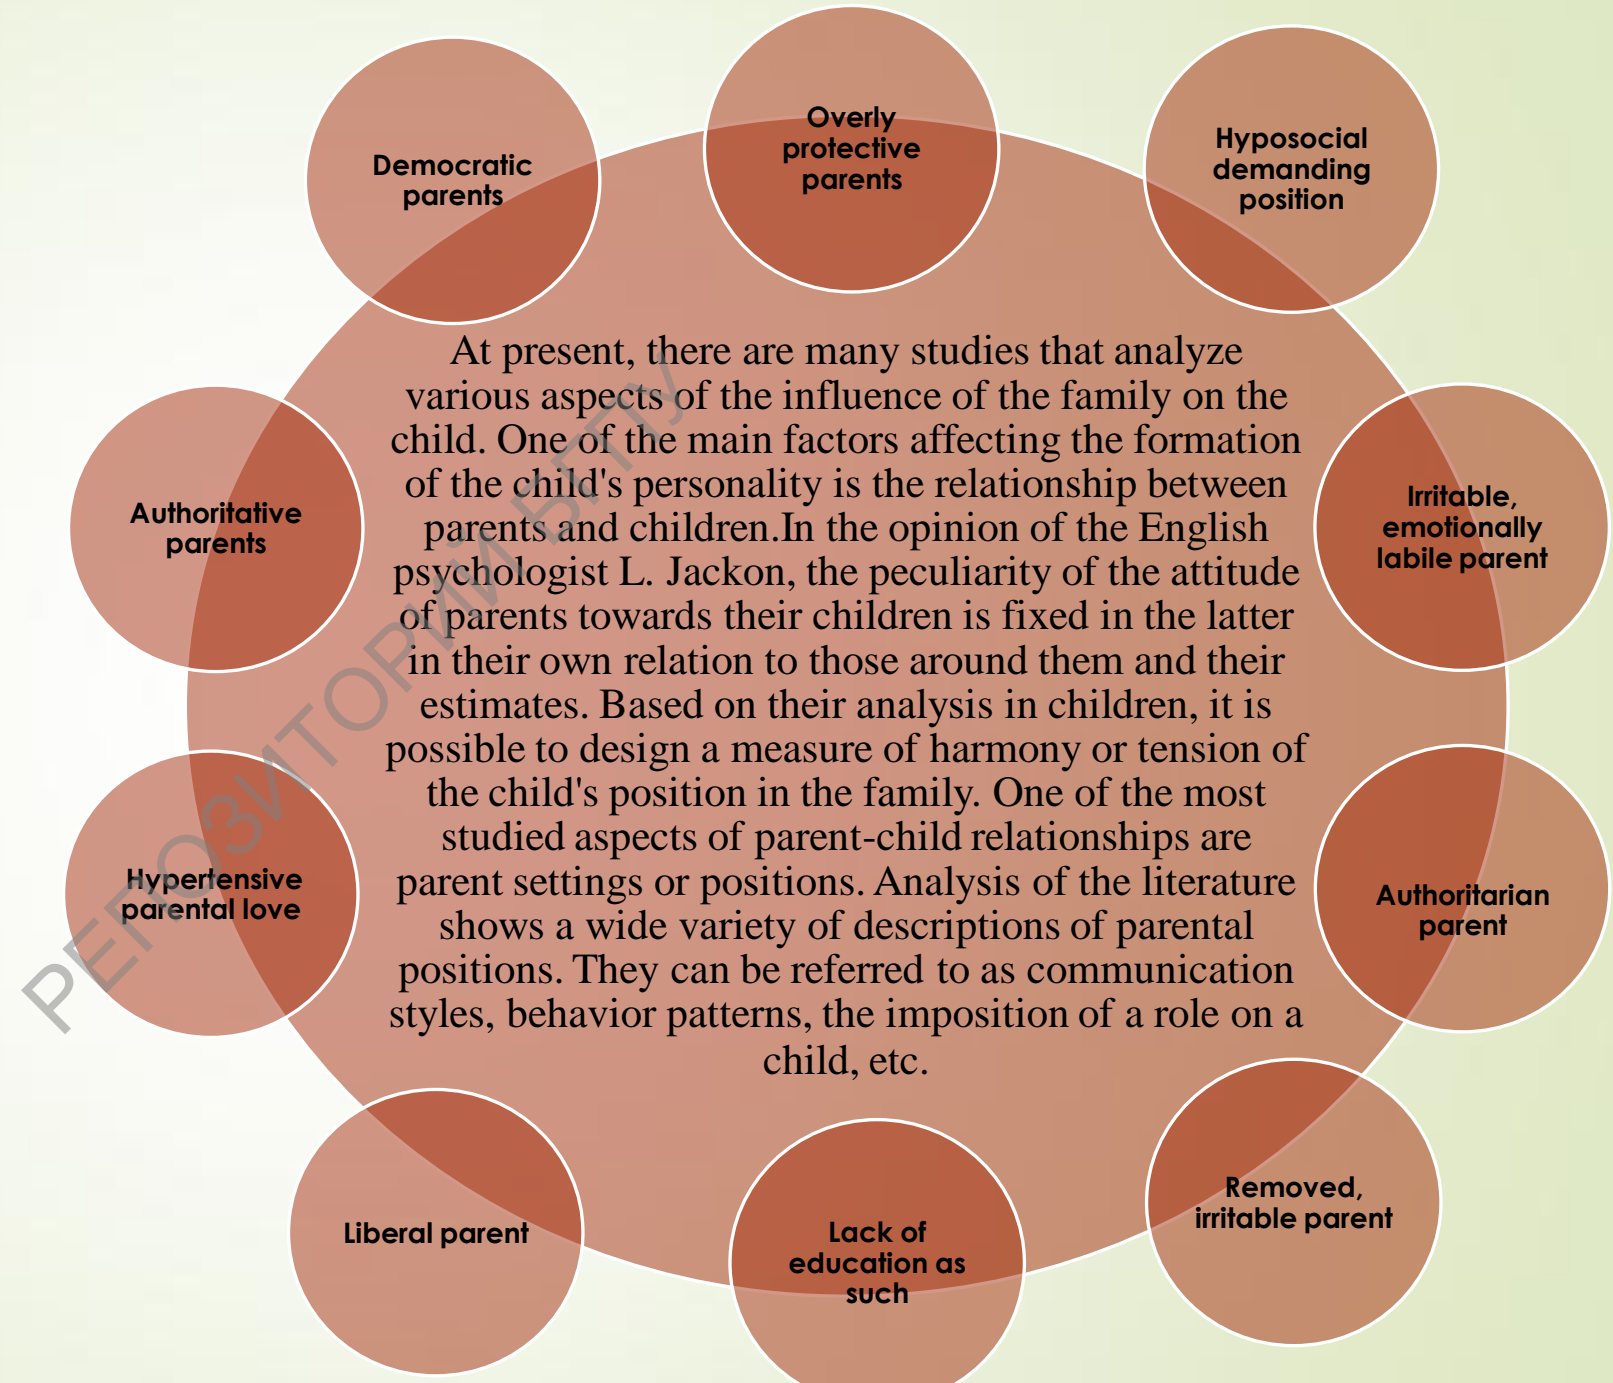 Overly
protective
parents
Hyposocial
demanding
position
Irritable,
emotionally
labile parent
Authoritarian
parent
Removed,
irritable parent
Lack of
education as
such
Liberal parent
Hypertensive
parental love
Authoritative
parents
Democratic
parents
At present, there are many studies that analyze
various aspects of the influence of the family on the
child. One of the main factors affecting the formation
of the child's personality is the relationship between
parents and children.In the opinion of the English
psychologist L. Jackon, the peculiarity of the attitude
of parents towards their children is fixed in the latter
in their own relation to those around them and their
estimates. Based on their analysis in children, it is
possible to design a measure of harmony or tension of
the child's position in the family. One of the most
studied aspects of parent-child relationships are
parent settings or positions. Analysis of the literature
shows a wide variety of descriptions of parental
positions. They can be referred to as communication
styles, behavior patterns, the imposition of a role on a
child, etc.
РЕПОЗИТОРИЙ БГПУ